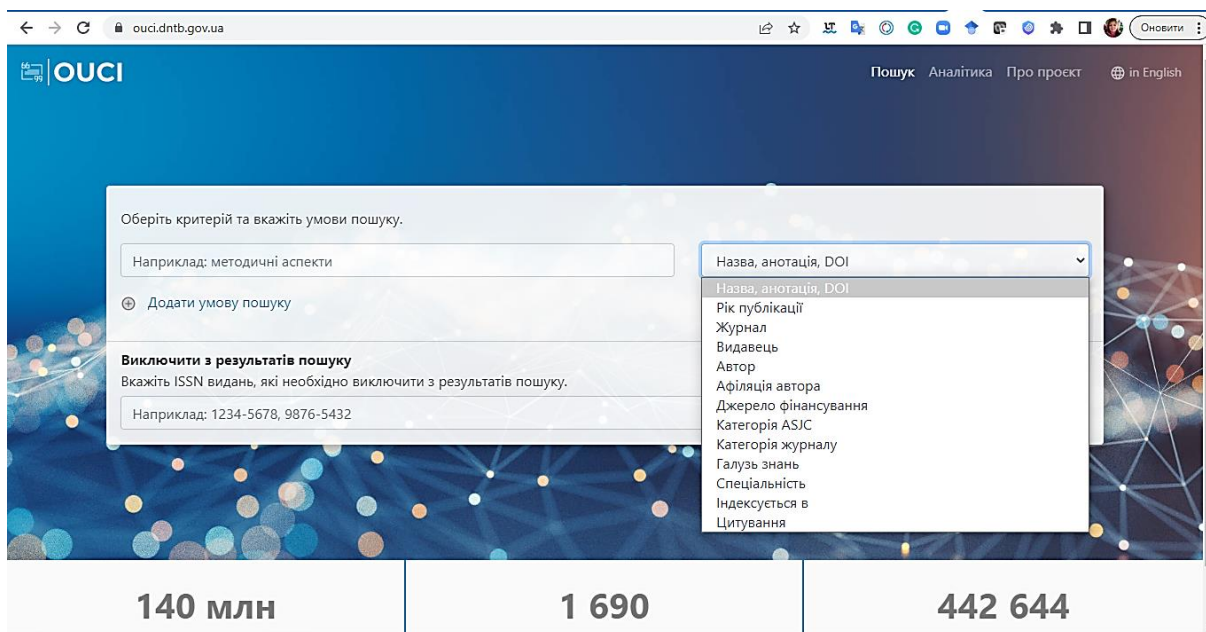 ouci.dntb.gov.ua
Оновити
OUCI
Пошук Аналітика Про проєкт in English
Оберіть критерій та вкажіть умови пошуку.
Наприклад: методичні аспекти
Назва, анотація, DOI
Додати умову пошуку
Назва, анотація, DOI
Рік публікації
Журнал
Видавець
Автор
Афіляція автора
Джерело фінансування
Категорія ASJC
Категорія журналу
Галузь знань
Спеціальність
Індексується в
Цитування
Виключити з результатів пошуку
Вкажіть ISSN видань, які необхідно виключити з результатів пошуку.
Наприклад: 1234-5678, 9876-5432
140 млн
1 690
442 644